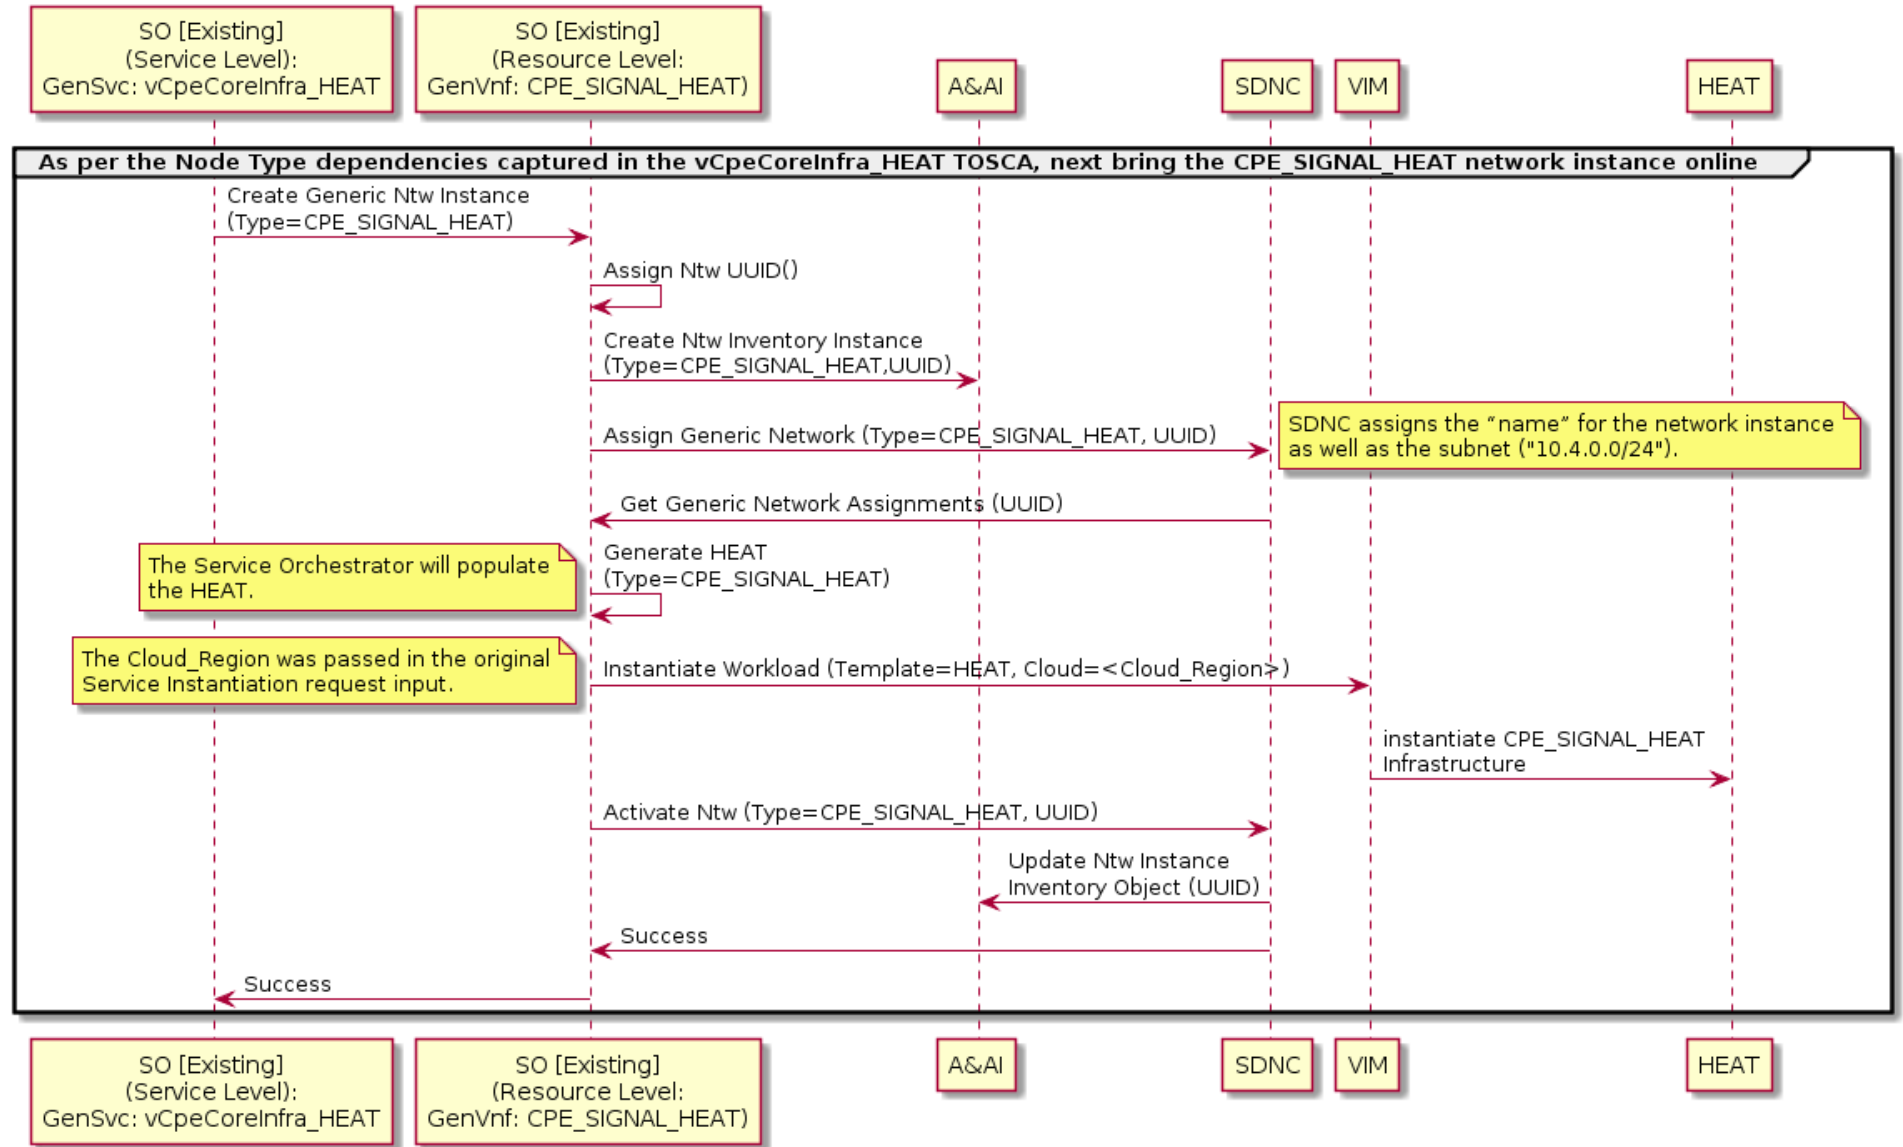 SO [Existing]
(Service Level):
GenSvc: vCpeCoreInfra_HEAT
SO [Existing]
(Resource Level:
GenVnf: CPE_SIGNAL_HEAT)
A&AI
SDNC
VIM
HEAT
As per the Node Type dependencies captured in the vCpeCoreInfra_HEAT TOSCA, next bring the CPE_SIGNAL_HEAT network instance online
Create Generic Ntw Instance
(Type=CPE_SIGNAL_HEAT)
Assign Ntw UUID()
Create Ntw Inventory Instance
(Type=CPE_SIGNAL_HEAT,UUID)
Assign Generic Network (Type=CPE_SIGNAL_HEAT, UUID)
SDNC assigns the “name” for the network instance
as well as the subnet ("10.4.0.0/24").
Get Generic Network Assignments (UUID)
The Service Orchestrator will populate
the HEAT.
Generate HEAT
(Type=CPE_SIGNAL_HEAT)
The Cloud_Region was passed in the original
Service Instantiation request input.
Instantiate Workload (Template=HEAT, Cloud=<Cloud_Region>)
instantiate CPE_SIGNAL_HEAT
Infrastructure
Activate Ntw (Type=CPE_SIGNAL_HEAT, UUID)
Update Ntw Instance
Inventory Object (UUID)
Success
Success
SO [Existing]
(Service Level):
GenSvc: vCpeCoreInfra_HEAT
SO [Existing]
(Resource Level:
GenVnf: CPE_SIGNAL_HEAT)
A&AI
SDNC
VIM
HEAT